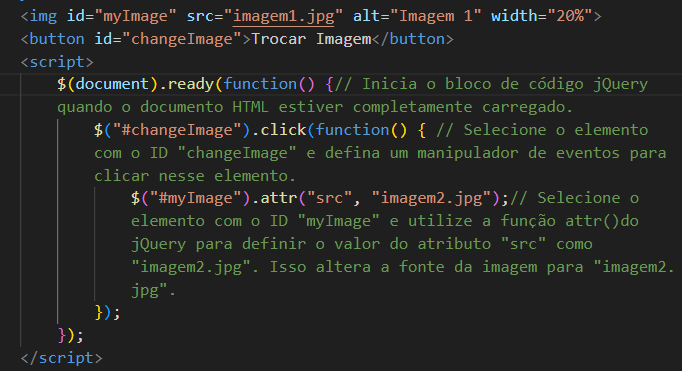 <img id="myImage" src="imagem1.jpg" alt="Imagem 1" width="20%">
<button id="changeImage">Trocar Imagem</button>
<script>
$(document).ready(function() {// Inicia o bloco de código jQuery
quando o documento HTML estiver completamente carregado.
$("#changeImage").click(function() { // Selecione o elemento
com o ID "changeImage" e defina um manipulador de eventos para
clicar nesse elemento.
$("#myImage").attr("src", "imagem2.jpg");// Selecione o
elemento com o ID "myImage" e utilize a função attr()do
jQuery para definir o valor do atributo "src" como
"imagem2.jpg". Isso altera a fonte da imagem para "imagem2.
jpg".
});
});
</script>